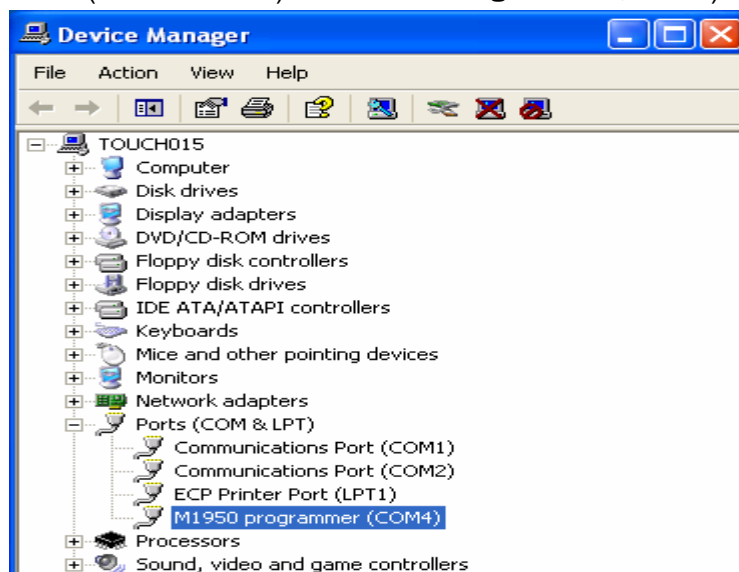 Device Manager
File Action View Help
TOUCH015
Computer
Disk drives
Display adapters
DVD/CD-ROM drives
Floppy disk controllers
Floppy disk drives
IDE ATA/ATAPI controllers
Keyboards
Mice and other pointing devices
Monitors
Network adapters
Ports (COM & LPT)
Communications Port (COM1)
Communications Port (COM2)
ECP Printer Port (LPT1)
M1950 programmer (COM4)
Processors
Sound, video and game controllers